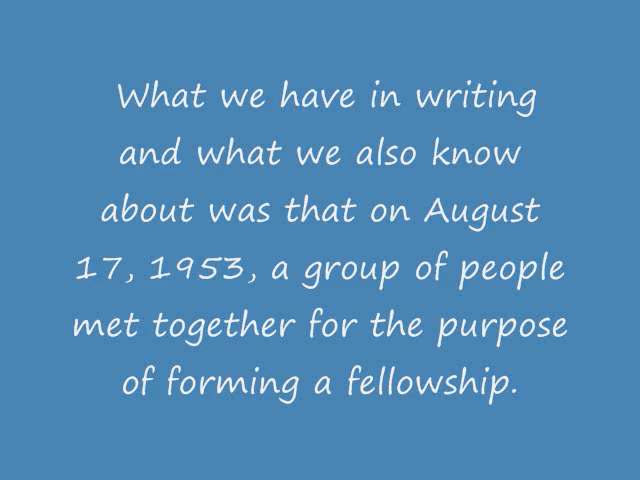 What we have in writing
and what we also know
about was that on August
17, 1953, a group of people
met together for the purpose
of forming a fellowship.